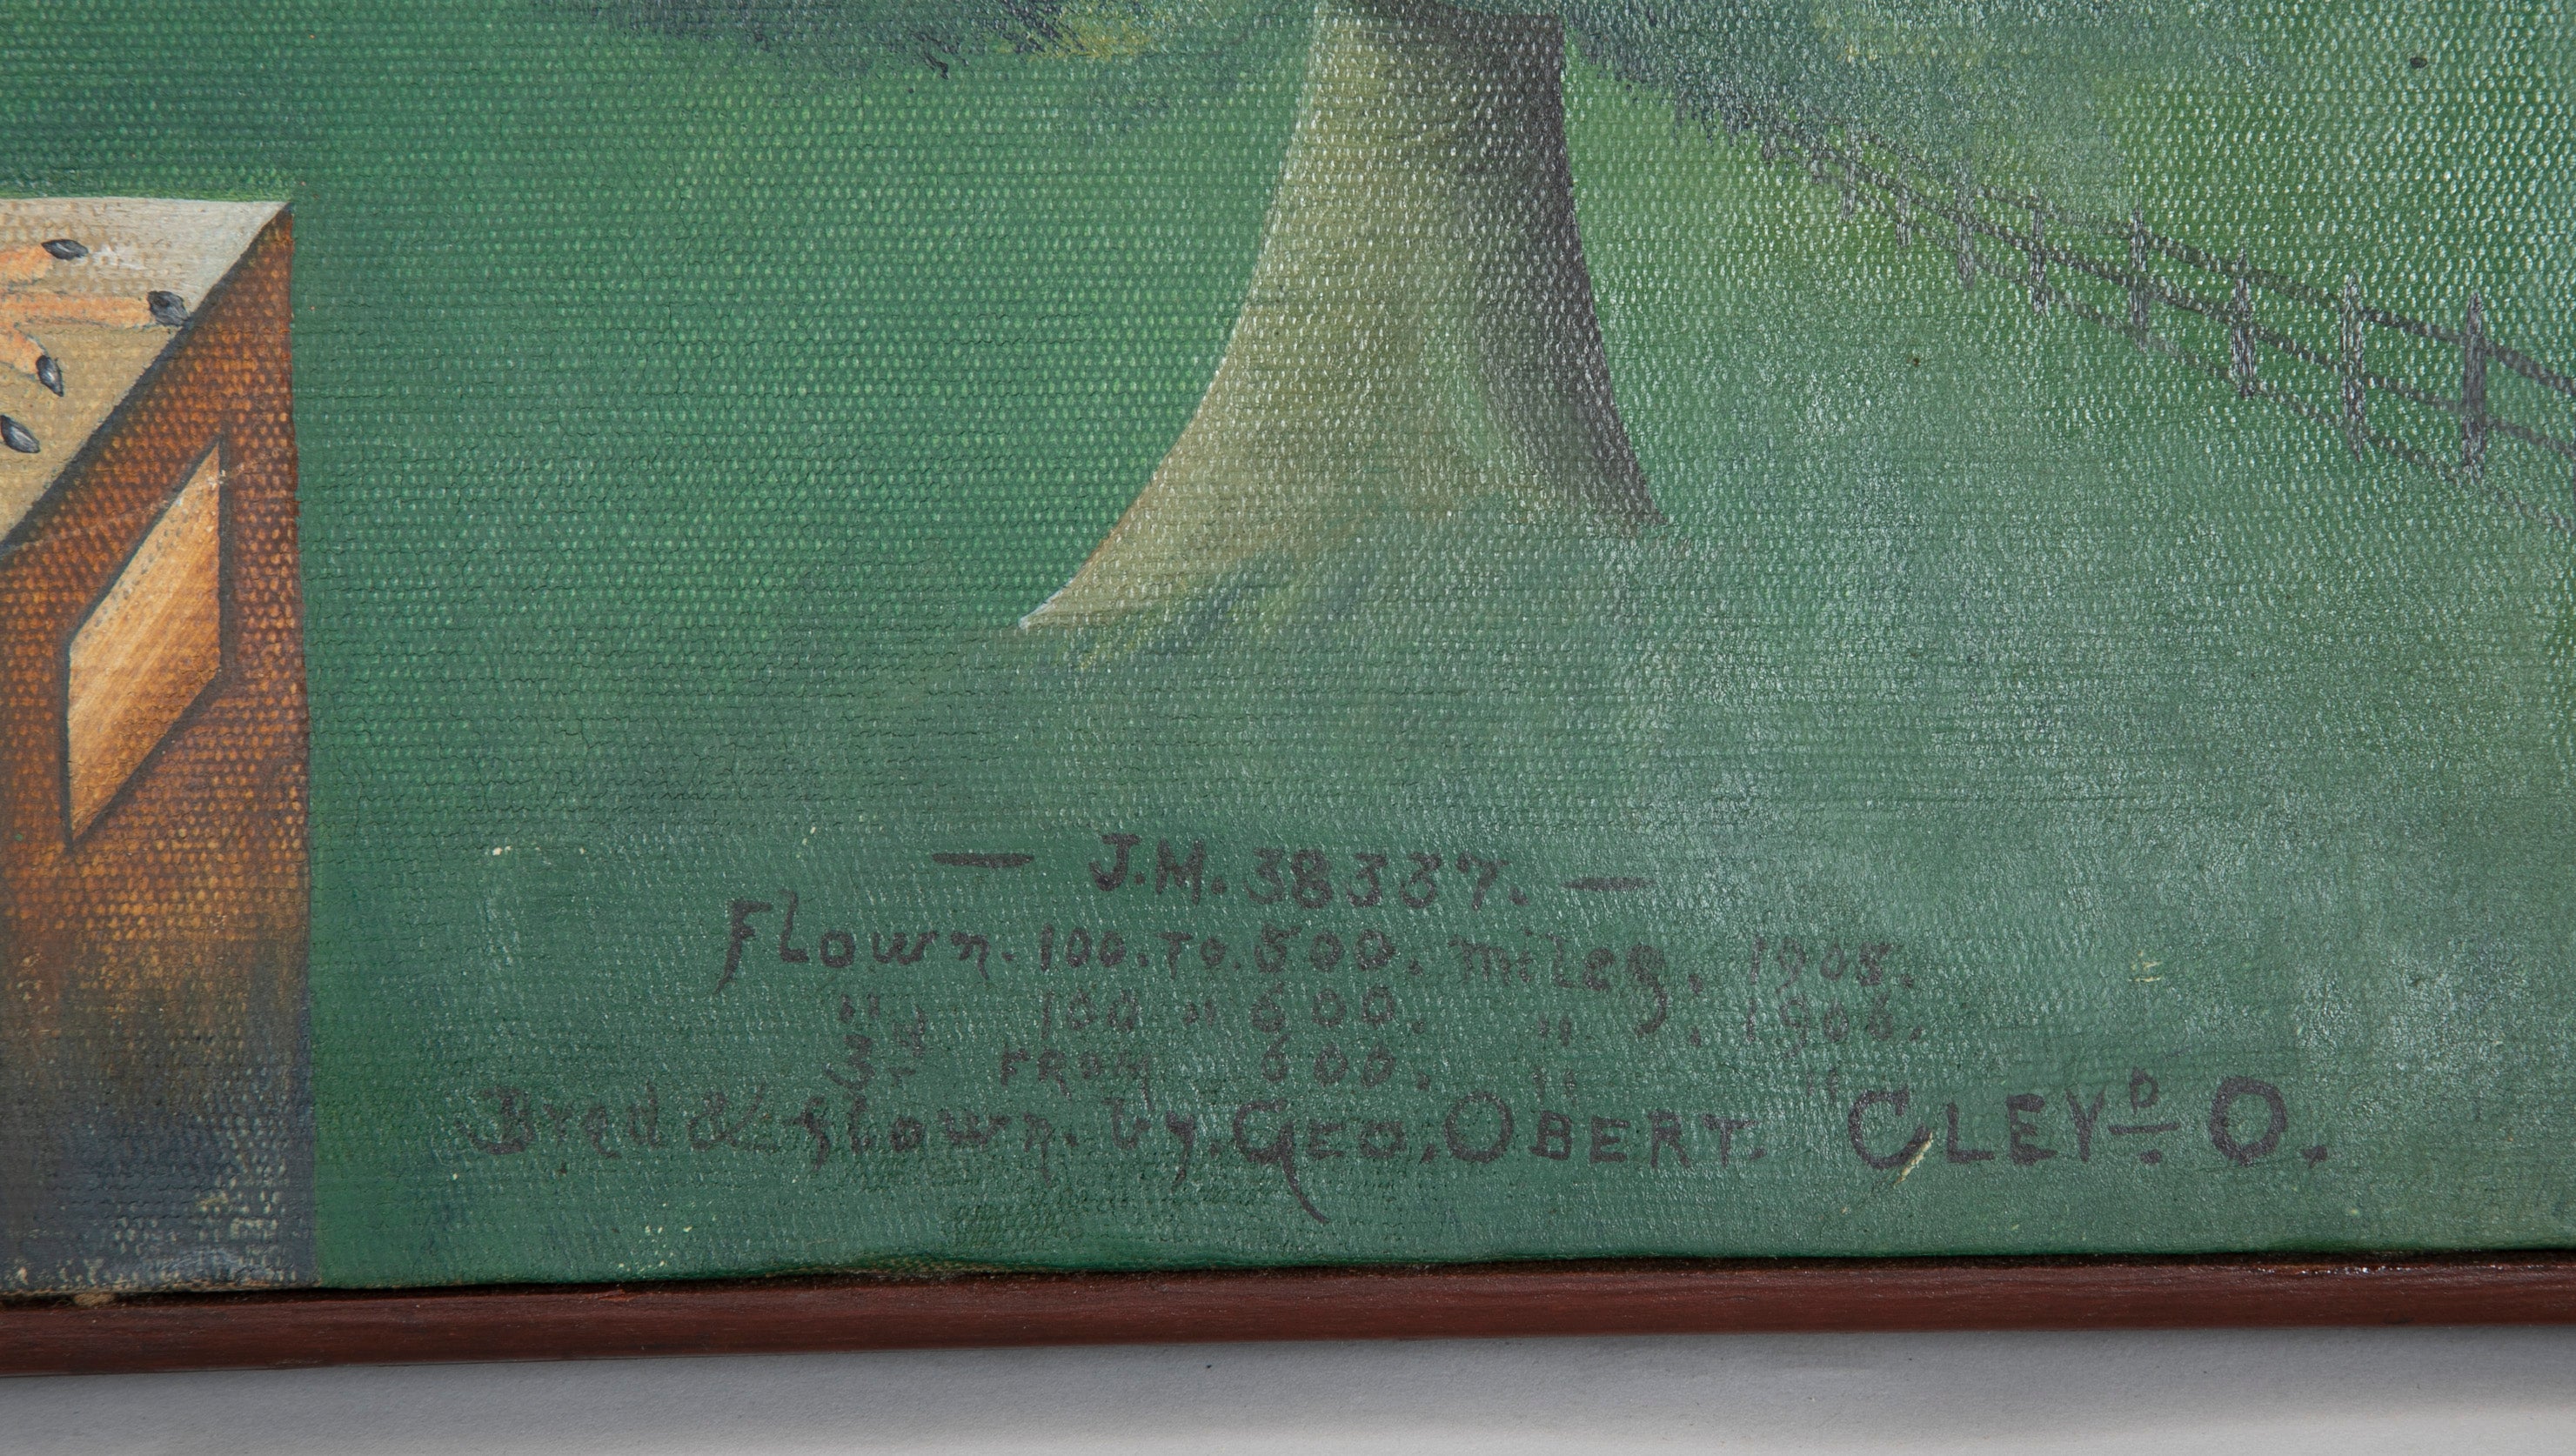 — J.M. 38337. —
Flown. 100. TO. 500. miles, 1905.
" 100 " 600. " . 1906.
3rd FROM 600. " "
Bred & flown. by. GEO. OBERT. CLEVD. O.